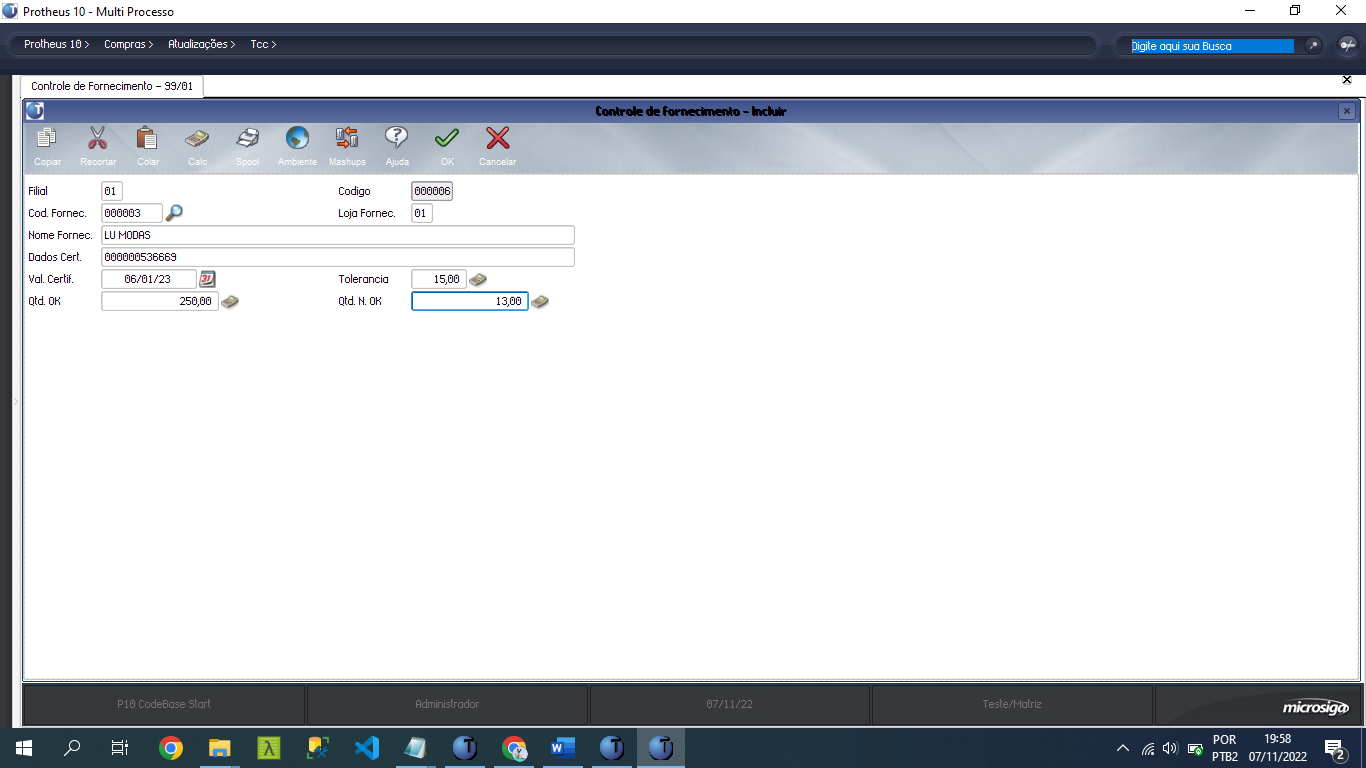 Protheus 10 - Multi Processo
Protheus 10 > Compras > Atualizações > Tcc > Digite aqui sua Busca
Controle de Fornecimento - 99/01
Controle de Fornecimento - Incluir
Copiar Recortar Colar Calc Spool Ambiente Mashups Ajuda OK Cancelar
Filial 01 Codigo 000006
Cod. Fornec. 000003 Loja Fornec. 01
Nome Fornec. LU MODAS
Dados Cert. 000000536669
Val. Certif. 06/01/23 31 Tolerancia 15,00
Qtd. OK 250,00 Qtd. N. OK 13,00
P10 CodeBase Start Administrador 07/11/22 Teste/Matriz microsiga
POR 19:58
PTB2 07/11/2022 2